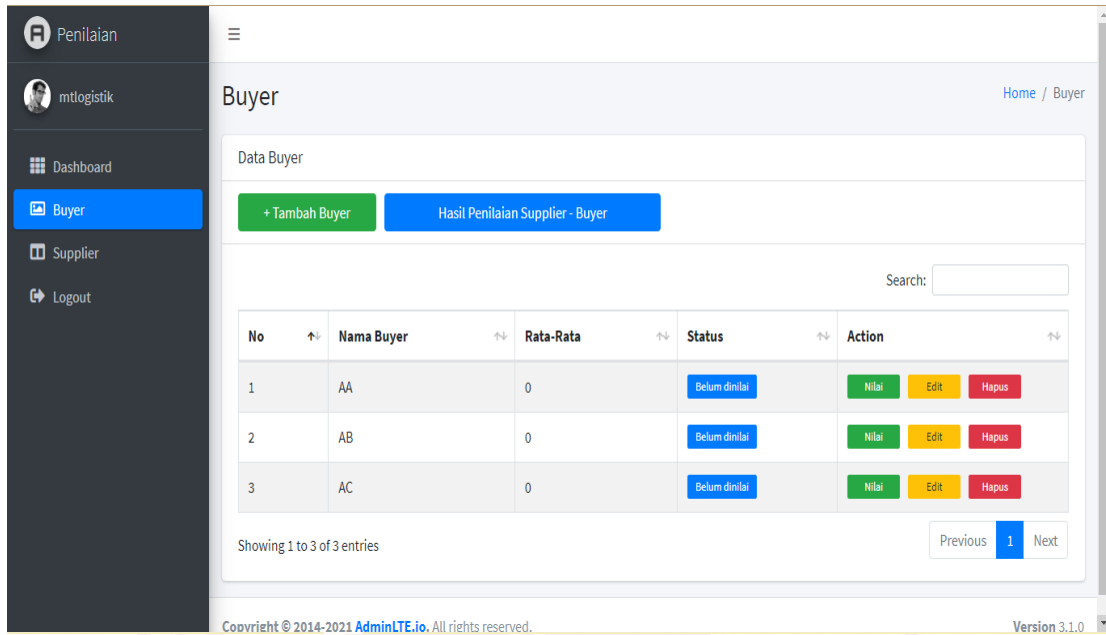 Penilaian
mtlogistik
Dashboard
Buyer
Supplier
Logout
Buyer
Home / Buyer
Data Buyer
+ Tambah Buyer Hasil Penilaian Supplier - Buyer
Search:
No Nama Buyer Rata-Rata Status Action
1 AA 0 Belum dinilai Nilai Edit Hapus
2 AB 0 Belum dinilai Nilai Edit Hapus
3 AC 0 Belum dinilai Nilai Edit Hapus
Showing 1 to 3 of 3 entries
Previous 1 Next
Copyright © 2014-2021 AdminLTE.io. All rights reserved. Version 3.1.0